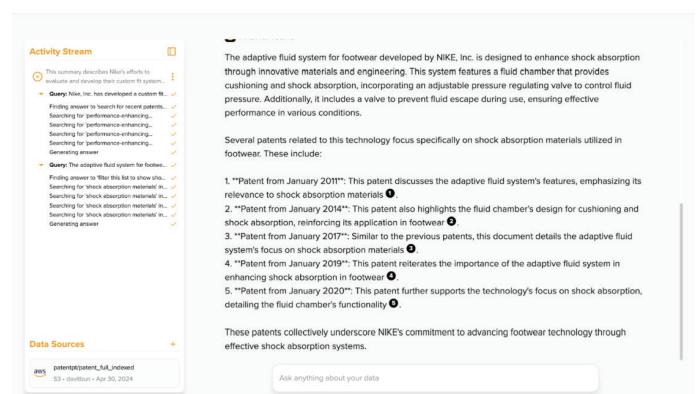 Activity Stream
This summary describes Nike's efforts to
evaluate and develop their custom fit system...
Query: Nike, Inc. has developed a custom fit...
Finding answer to 'search for recent patents...
Searching for 'performance-enhancing...
Searching for 'performance-enhancing...
Searching for 'performance-enhancing...
Searching for 'performance-enhancing...
Generating answer
Query: The adaptive fluid system for footwe...
Finding answer to 'filter this list to show sho...
Searching for 'shock absorption materials' in...
Searching for 'shock absorption materials' in...
Searching for 'shock absorption materials' in...
Searching for 'shock absorption materials' in...
Generating answer
Data Sources +
aws
patentpt/patent_full_indexed
S3 • davitbun • Apr 30, 2024
The adaptive fluid system for footwear developed by NIKE, Inc. is designed to enhance shock absorption
through innovative materials and engineering. This system features a fluid chamber that provides
cushioning and shock absorption, incorporating an adjustable pressure regulating valve to control fluid
pressure. Additionally, it includes a valve to prevent fluid escape during use, ensuring effective
performance in various conditions.
Several patents related to this technology focus specifically on shock absorption materials utilized in
footwear. These include:
1. **Patent from January 2011**: This patent discusses the adaptive fluid system's features, emphasizing its
relevance to shock absorption materials 1.
2. **Patent from January 2014**: This patent also highlights the fluid chamber's design for cushioning and
shock absorption, reinforcing its application in footwear 2.
3. **Patent from January 2017**: Similar to the previous patents, this document details the adaptive fluid
system's focus on shock absorption materials 3.
4. **Patent from January 2019**: This patent reiterates the importance of the adaptive fluid system in
enhancing shock absorption in footwear 4.
5. **Patent from January 2020**: This patent further supports the technology's focus on shock absorption,
detailing the fluid chamber's functionality 5.
These patents collectively underscore NIKE's commitment to advancing footwear technology through
effective shock absorption systems.
Ask anything about your data